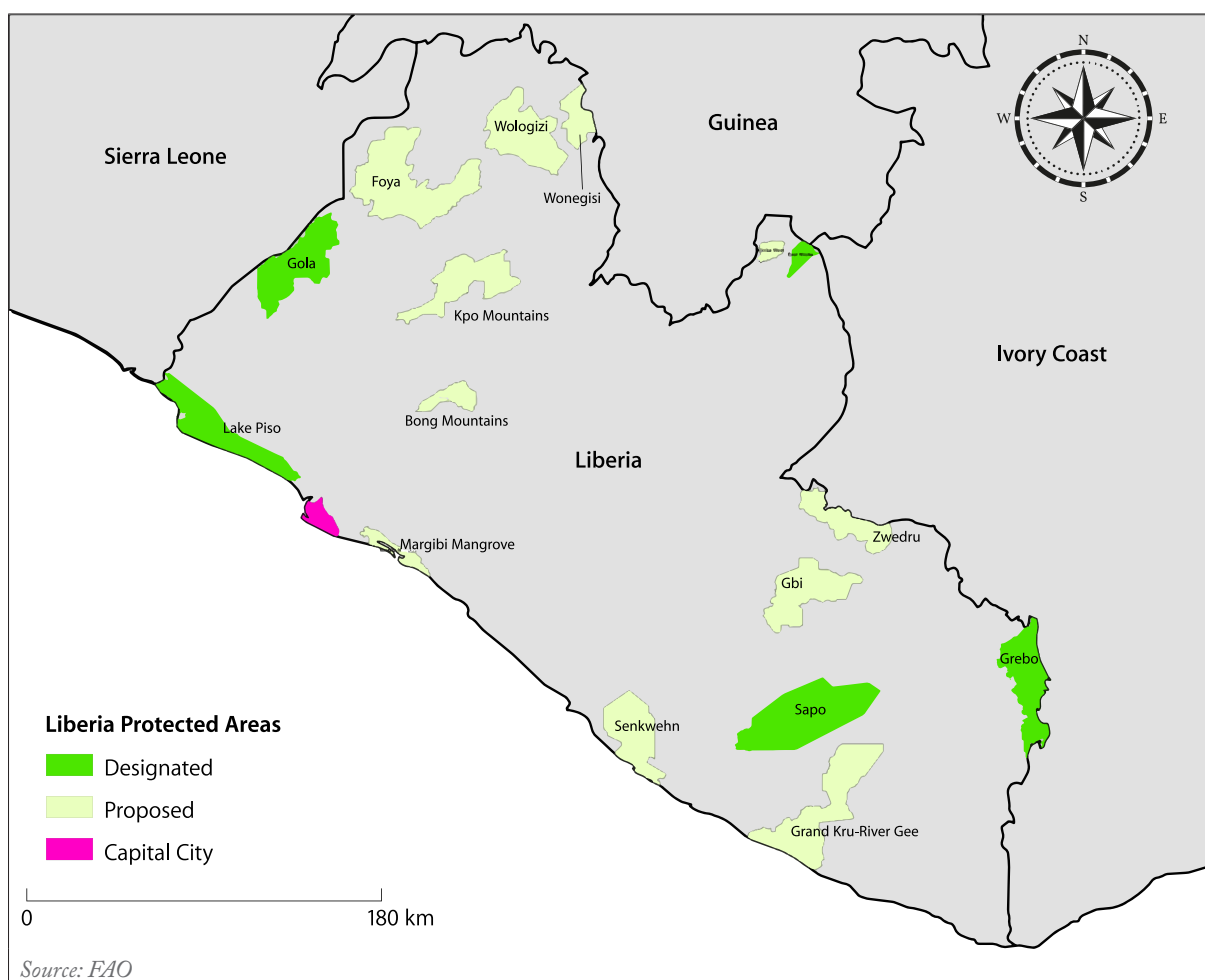 N
W
E
S
Sierra Leone
Guinea
Wologizi
Foya
Wonegisi
Gola
Kpo Mountains
Ivory Coast
Bong Mountains
Lake Piso
Liberia
Margibi Mangrove
Zwedru
Gbi
Grebo
Sapo
Senkwehn
Grand Kru-River Gee
Liberia Protected Areas
Designated
Proposed
Capital City
0
180 km
Source: FAO